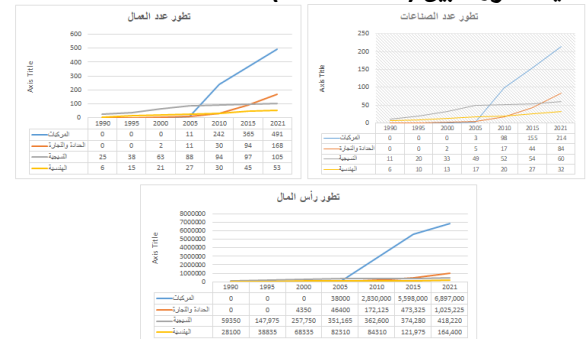 تطور عدد العمال
600
500
400
300
200
100
0
Axis Title
1990 1995 2000 2005 2010 2015 2021
المركبات 0 0 0 11 242 365 491
الحدادة والنجارة 0 0 2 11 30 94 168
النسيجية 25 38 63 88 94 97 105
الهندسية 6 15 21 27 30 45 53
تطور عدد الصناعات
250
200
150
100
50
0
Axis Title
1990 1995 2000 2005 2010 2015 2021
المركبات 0 0 0 3 98 155 214
الحدادة والنجارة 0 0 2 5 17 44 84
النسيجية 11 20 33 49 52 54 60
الهندسية 6 10 13 17 20 27 32
تطور رأس المال
8000000
7000000
6000000
5000000
4000000
3000000
2000000
1000000
0
Axis Title
1990 1995 2000 2005 2010 2015 2021
المركبات 0 0 0 38000 2,830,000 5,598,000 6,897,000
الحدادة والنجارة 0 0 4350 46400 172,125 473,325 1,025,225
النسيجية 59350 147,975 257,750 351,165 362,600 374,280 418,220
الهندسية 28100 38835 68335 82310 84310 121,975 164,400